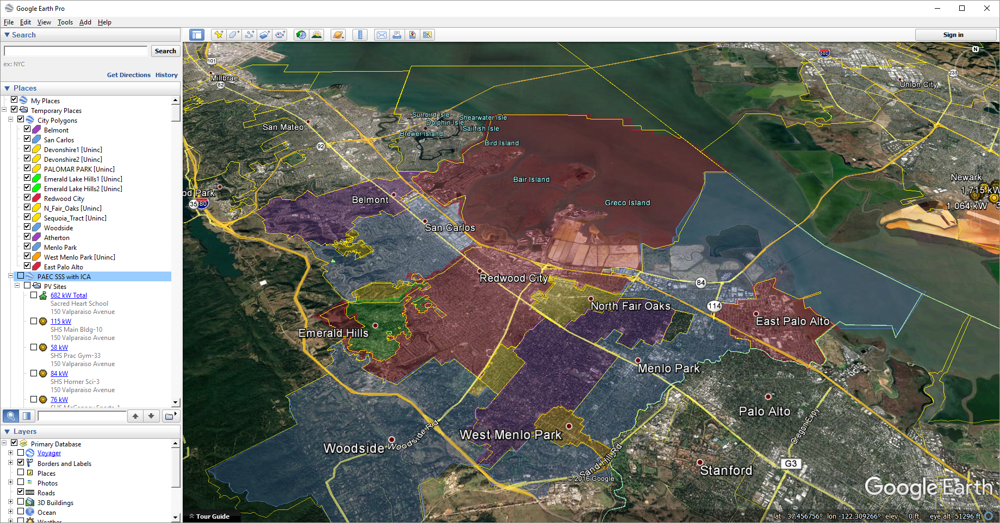 Google Earth Pro
File Edit View Tools Add Help
Search
Search
ex: NYC
Get Directions History
Places
My Places
Temporary Places
City Polygons
Belmont
San Carlos
Devonshire1 [Uninc]
Devonshire2 [Uninc]
PALOMAR PARK [Uninc]
Emerald Lake Hills1 [Uninc]
Emerald Lake Hills2 [Uninc]
Redwood City
N_Fair_Oaks [Uninc]
Sequoia_Tract [Uninc]
Woodside
Atherton
Menlo Park
West Menlo Park [Uninc]
East Palo Alto
PAEC SSS with ICA
PV Sites
682 kW Total
Sacred Heart School
150 Valparaiso Avenue
115 kW
SHS Main Bldg-10
150 Valparaiso Avenue
58 kW
SHS Prac Gym-33
150 Valparaiso Avenue
84 kW
SHS Homer Sci-3
150 Valparaiso Avenue
76 kW
Layers
Primary Database
Voyager
Borders and Labels
Places
Photos
Roads
3D Buildings
Ocean
Weather
Sign in
N
880
101
238
Millbrae
82
Union City
Surfbird Isle
Shearwater Isle
Dolphin Isle
Sailfish Isle
Brewer Island
San Mateo
92
Bird Island
Bair Island
Newark
1,715 kW
1,064 kW
od Park
35
80
Belmont
Greco Island
San Carlos
Redwood City
84
North Fair Oaks
114
East Palo Alto
Emerald Hills
Menlo Park
Palo Alto
Oregon Expy
West Menlo Park
Woodside
Woodside Rd
Sand Hill Rd
G3
Stanford
© 2016 Google
Google Earth
Tour Guide
lat 37.456756° lon -122.309266° elev 0 ft eye alt 51296 ft